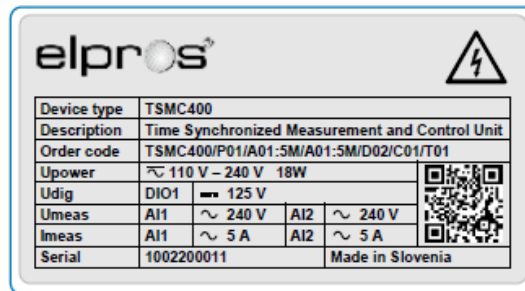 elpros
Device type TSMC400
Description Time Synchronized Measurement and Control Unit
Order code TSMC400/P01/A01:5M/A01:5M/D02/C01/T01
Upower 110 V – 240 V 18W
Udig DIO1 125 V
Umeas AI1 ~ 240 V AI2 ~ 240 V
Imeas AI1 ~ 5 A AI2 ~ 5 A
Serial 1002200011 Made in Slovenia